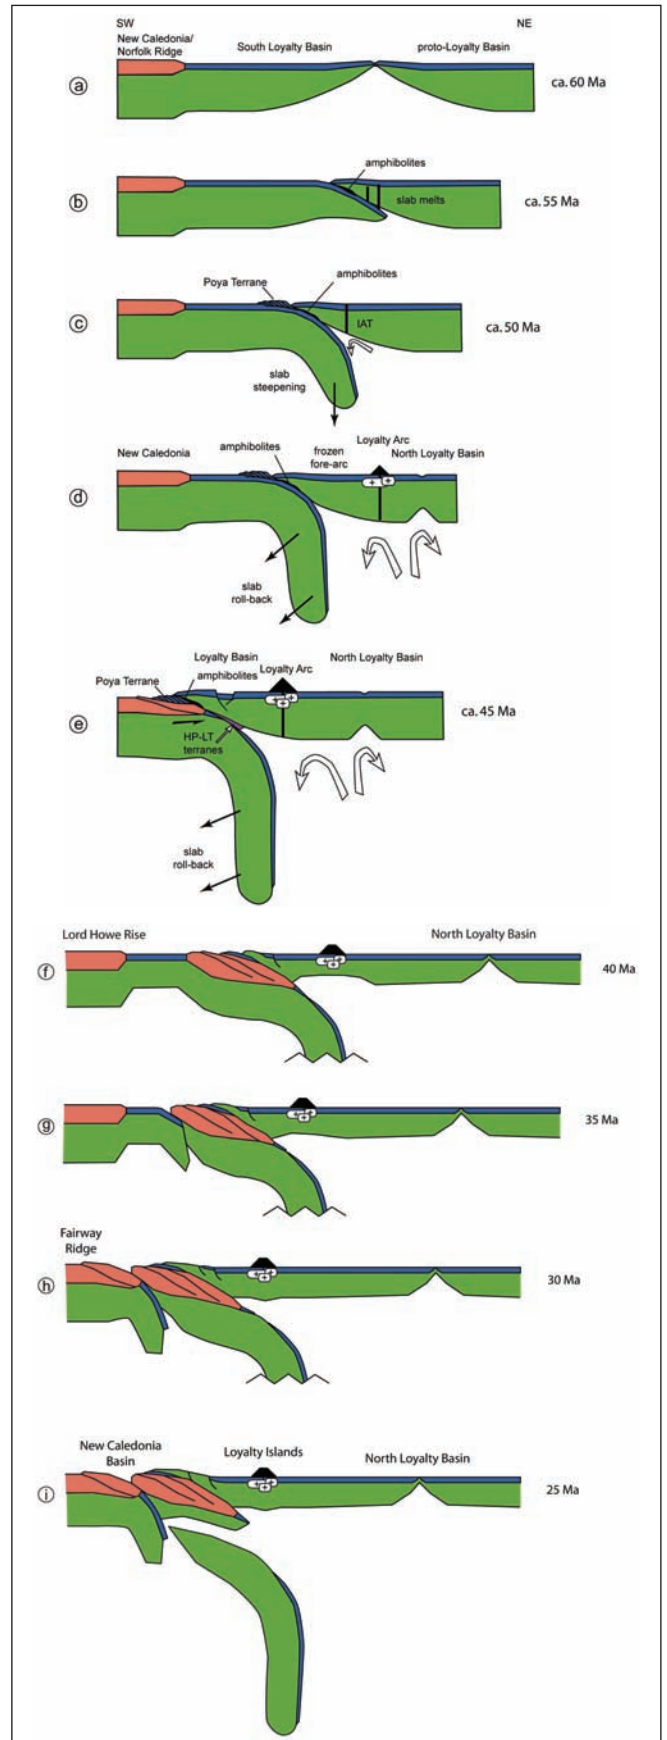 SW
NE
New Caledonia/
Norfolk Ridge
South Loyalty Basin
proto-Loyalty Basin
a
ca. 60 Ma
amphibolites
slab melts
b
ca. 55 Ma
Poya Terrane
amphibolites
IAT
c
ca. 50 Ma
slab
steepening
New Caledonia
amphibolites
frozen
fore-arc
Loyalty Arc
North Loyalty Basin
d
slab
roll-back
Loyalty Basin
North Loyalty Basin
Poya Terrane
amphibolites
Loyalty Arc
e
ca. 45 Ma
HP-LT
terranes
slab
roll-back
Lord Howe Rise
North Loyalty Basin
f
40 Ma
g
35 Ma
Fairway
Ridge
h
30 Ma
New Caledonia
Basin
Loyalty Islands
North Loyalty Basin
i
25 Ma